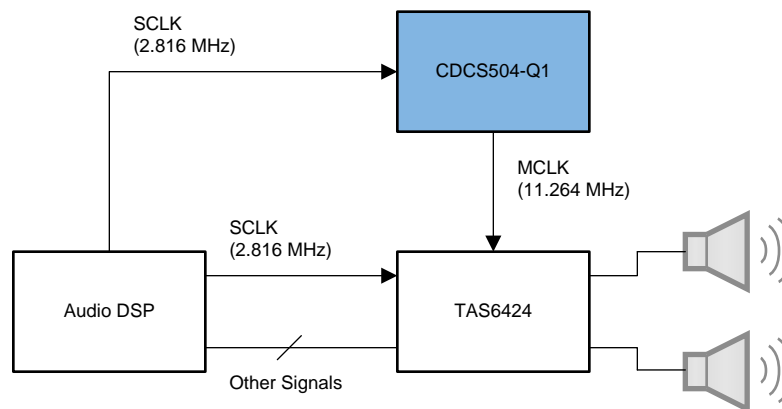 SCLK
(2.816 MHz)
CDCS504-Q1
MCLK
(11.264 MHz)
SCLK
(2.816 MHz)
Audio DSP
TAS6424
Other Signals